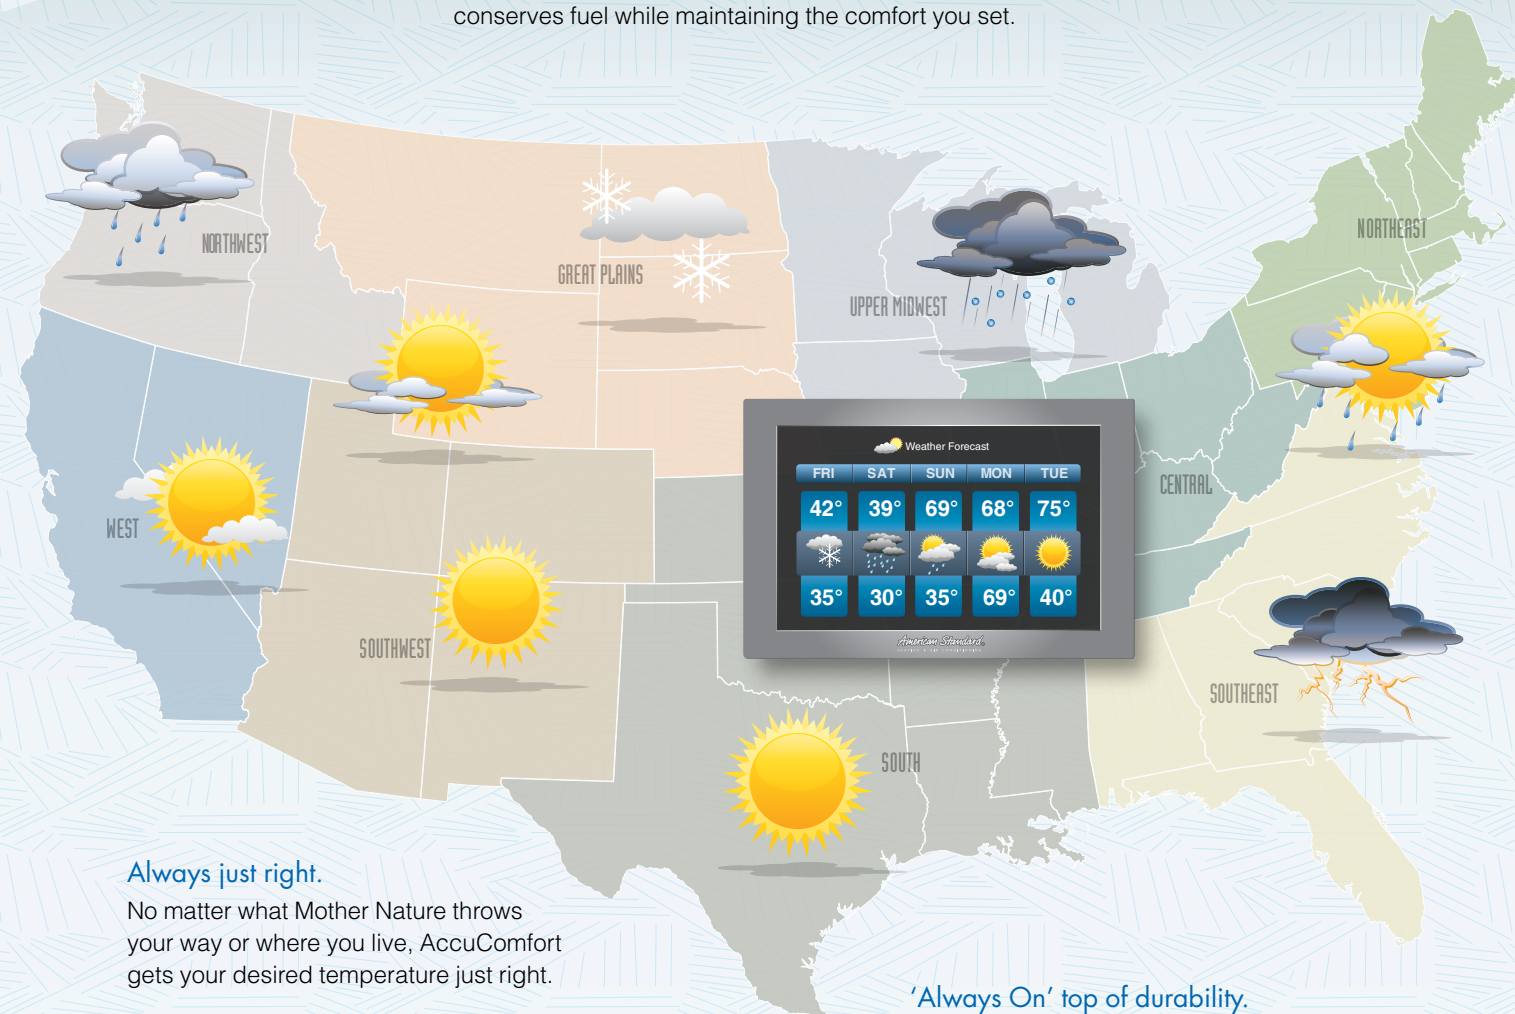 conserves fuel while maintaining the comfort you set.
NORTHWEST
GREAT PLAINS
UPPER MIDWEST
NORTHEAST
WEST
SOUTHWEST
CENTRAL
SOUTHEAST
SOUTH
Weather Forecast
FRI SAT SUN MON TUE
42° 39° 69° 68° 75°
35° 30° 35° 69° 40°
American Standard
HEATING & AIR CONDITIONING
Always just right.
No matter what Mother Nature throws
your way or where you live, AccuComfort
gets your desired temperature just right.
‘Always On’ top of durability.